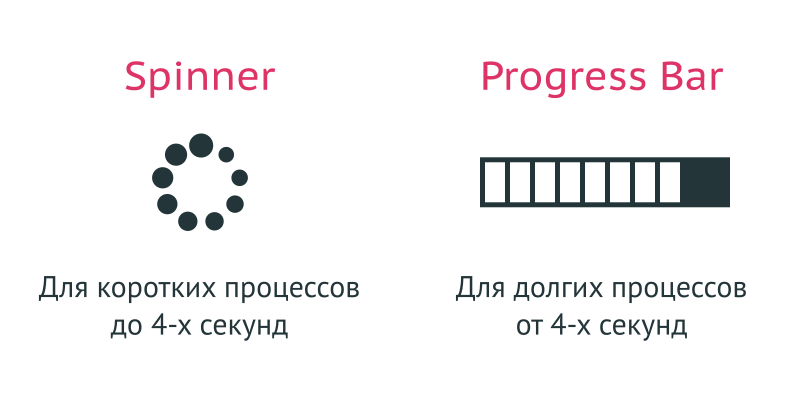 Spinner
Progress Bar
Для коротких процессов
до 4-х секунд
Для долгих процессов
от 4-х секунд